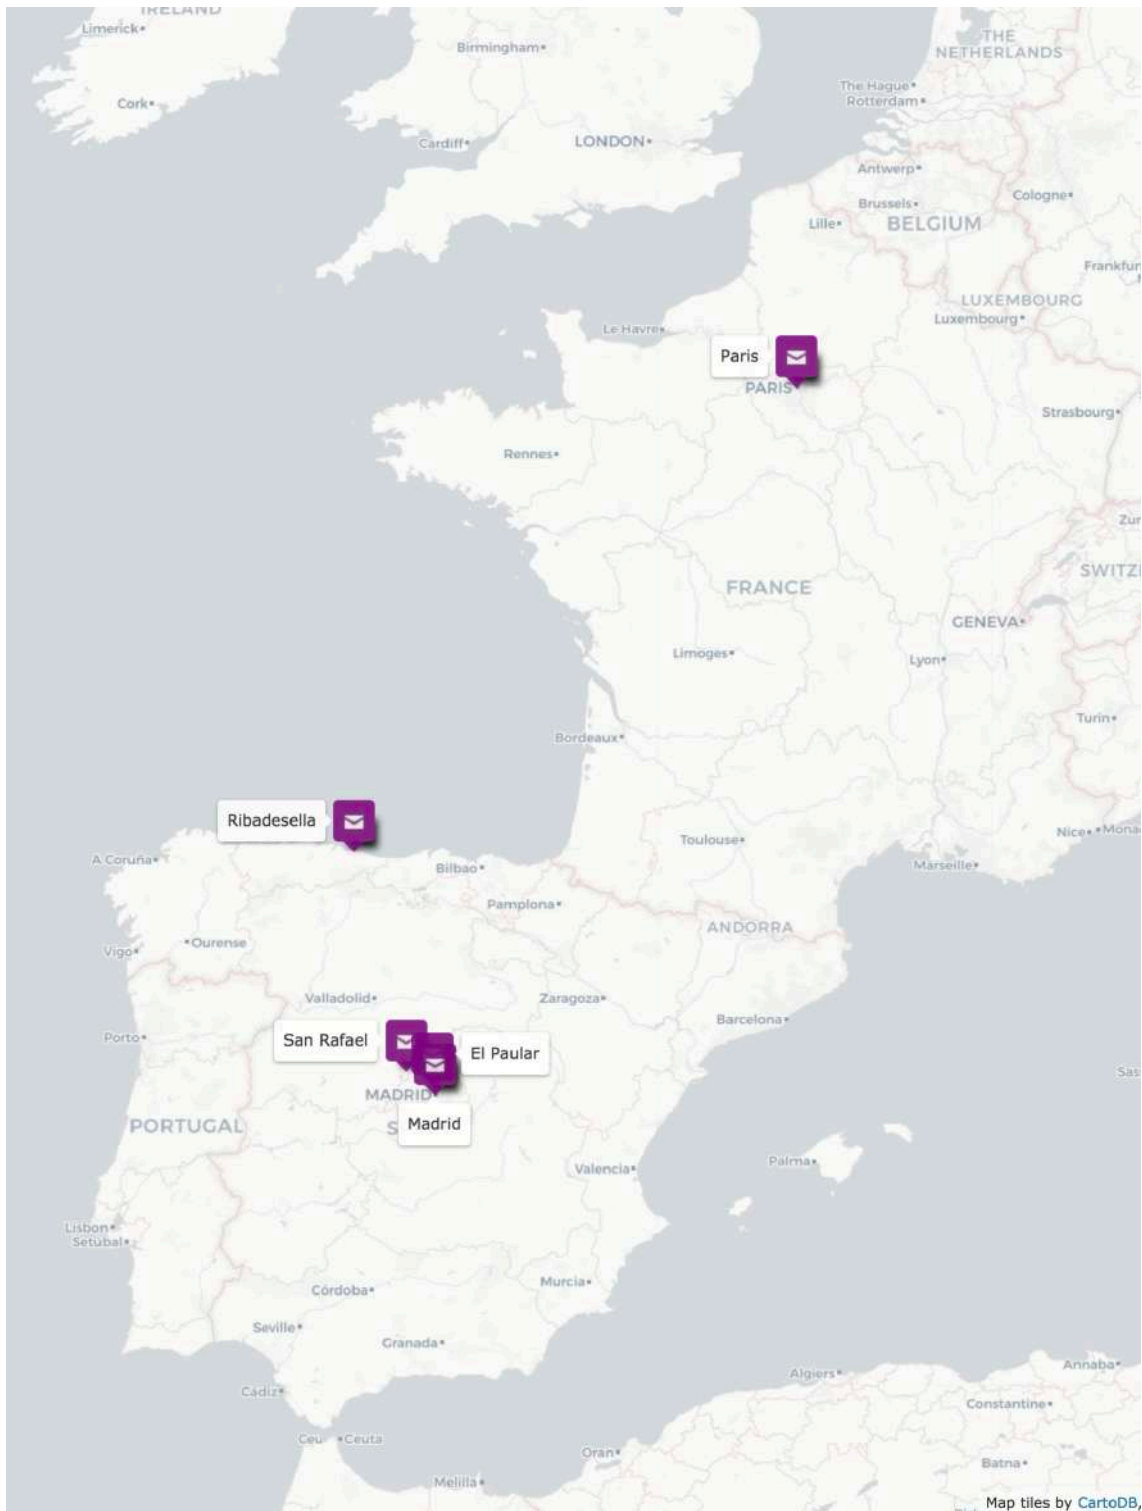 IRELAND
Limerick
Birmingham
THE
NETHERLANDS
The Hague
Rotterdam
Cork
Cardiff
LONDON
Antwerp
Cologne
Brussels
Lille
BELGIUM
Frankfur
LUXEMBOURG
Luxembourg
Le Havre
Paris
PARIS
Strasbourg
Rennes
Zur
SWITZ
FRANCE
GENEVA
Limoges
Lyon
Turin
Bordeaux
Ribadesella
Nice
Mona
Toulouse
A Coruña
Bilbao
Marseille
Pamplona
ANDORRA
Ourense
Vigo
Valladolid
Zaragoza
Barcelona
Porto
San Rafael
El Paular
Sas
MADRID
Madrid
S
PORTUGAL
Palma
Valencia
Lisbon
Setúbal
Murcia
Córdoba
Seville
Granada
Annaba
Algiers
Cádiz
Constantine
Ceu
Ceuta
Oran
Batna
Melilla
Map tiles by CartoDB,